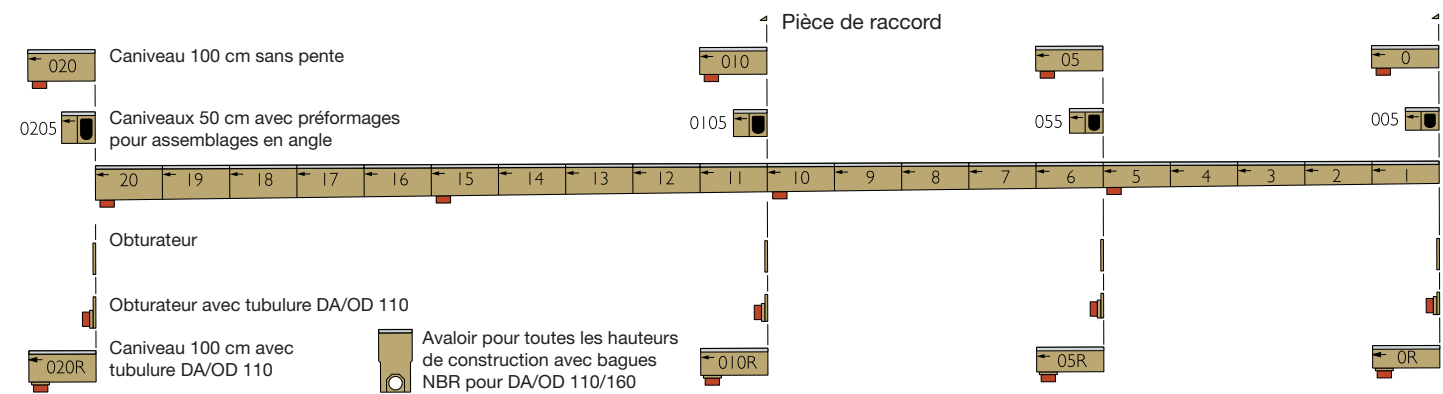 Pièce de raccord
020 Caniveau 100 cm sans pente 010 05 0
0205 Caniveaux 50 cm avec préformages 0105 055 005
pour assemblages en angle
20 19 18 17 16 15 14 13 12 11 10 9 8 7 6 5 4 3 2 1
Obturateur
Obturateur avec tubulure DA/OD 110
Caniveau 100 cm avec
tubulure DA/OD 110
020R
Avaloir pour toutes les hauteurs
de construction avec bagues
NBR pour DA/OD 110/160
010R 05R 0R